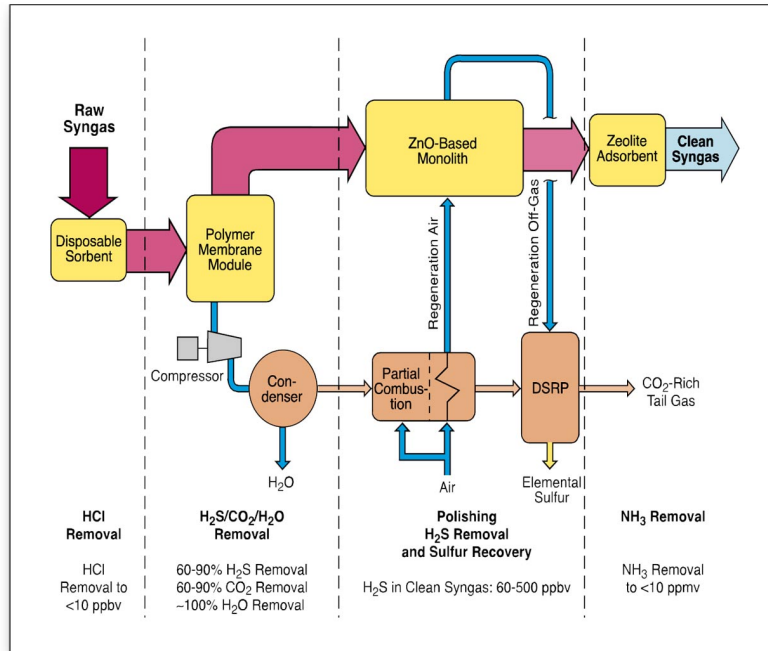 Raw
Syngas
Disposable
Sorbent
Polymer
Membrane
Module
ZnO-Based
Monolith
Zeolite
Adsorbent
Clean
Syngas
Regeneration Air
Regeneration Off-Gas
Compressor
Con-
denser
Partial
Combus-
tion
DSRP
CO₂-Rich
Tail Gas
H₂O
Air
Elemental
Sulfur
HCl
Removal
HCl
Removal to
<10 ppbv
H₂S/CO₂/H₂O
Removal
60-90% H₂S Removal
60-90% CO₂ Removal
~100% H₂O Removal
Polishing
H₂S Removal
and Sulfur Recovery
H₂S in Clean Syngas: 60-500 ppbv
NH₃ Removal
NH₃ Removal
to <10 ppmv